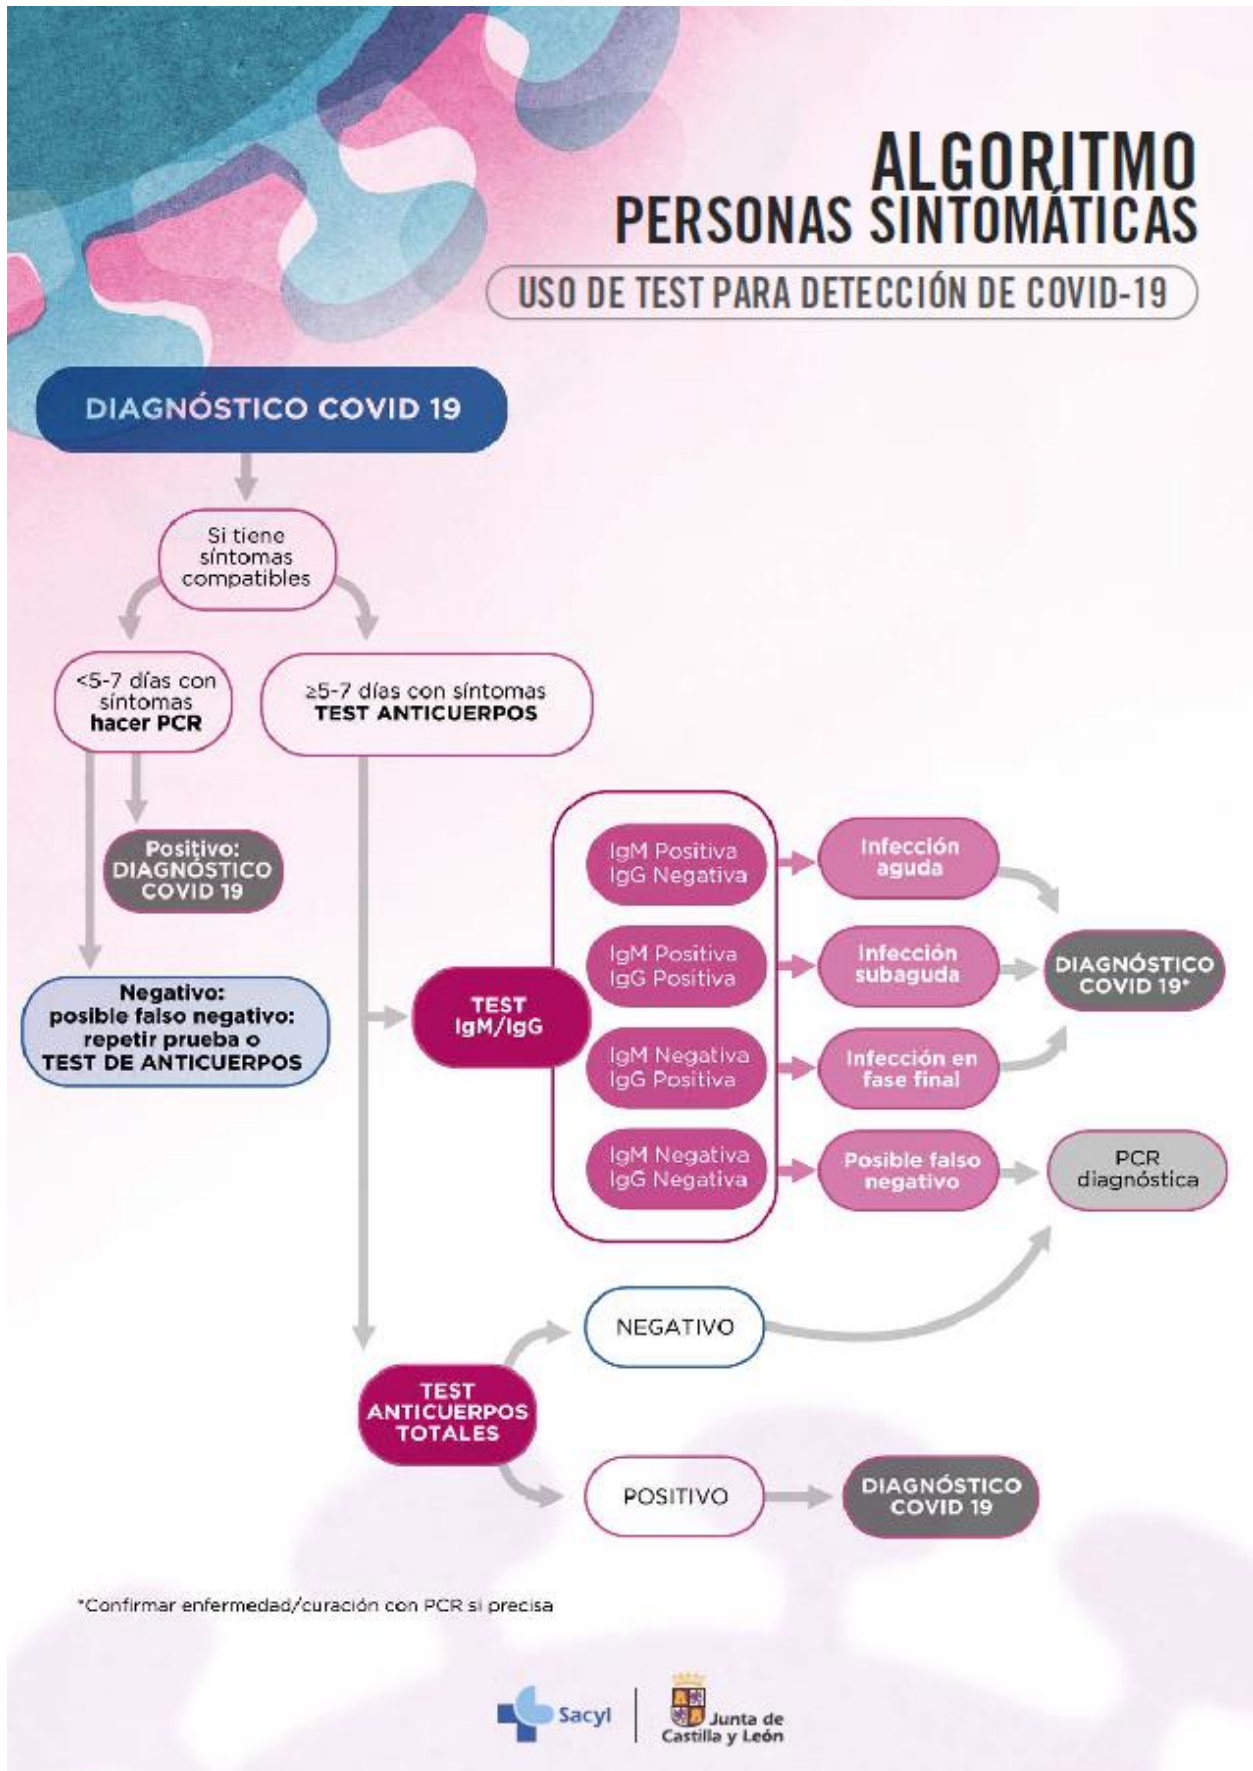 ALGORITMO
PERSONAS SINTOMÁTICAS
USO DE TEST PARA DETECCIÓN DE COVID-19
DIAGNÓSTICO COVID 19
Si tiene
síntomas
compatibles
<5-7 días con
síntomas
hacer PCR
≥5-7 días con síntomas
TEST ANTICUERPOS
Positivo:
DIAGNÓSTICO
COVID 19
Negativo:
posible falso negativo:
repetir prueba o
TEST DE ANTICUERPOS
TEST
IgM/IgG
IgM Positiva
IgG Negativa
Infección
aguda
IgM Positiva
IgG Positiva
Infección
subaguda
DIAGNÓSTICO
COVID 19*
IgM Negativa
IgG Positiva
Infección en
fase final
IgM Negativa
IgG Negativa
Posible falso
negativo
PCR
diagnóstica
NEGATIVO
TEST
ANTICUERPOS
TOTALES
POSITIVO
DIAGNÓSTICO
COVID 19
*Confirmar enfermedad/curación con PCR si precisa
Sacyl
Junta de
Castilla y León